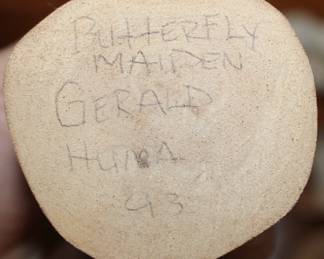 BUTTERFLY
MAIDEN
GERALD
HUMA
93